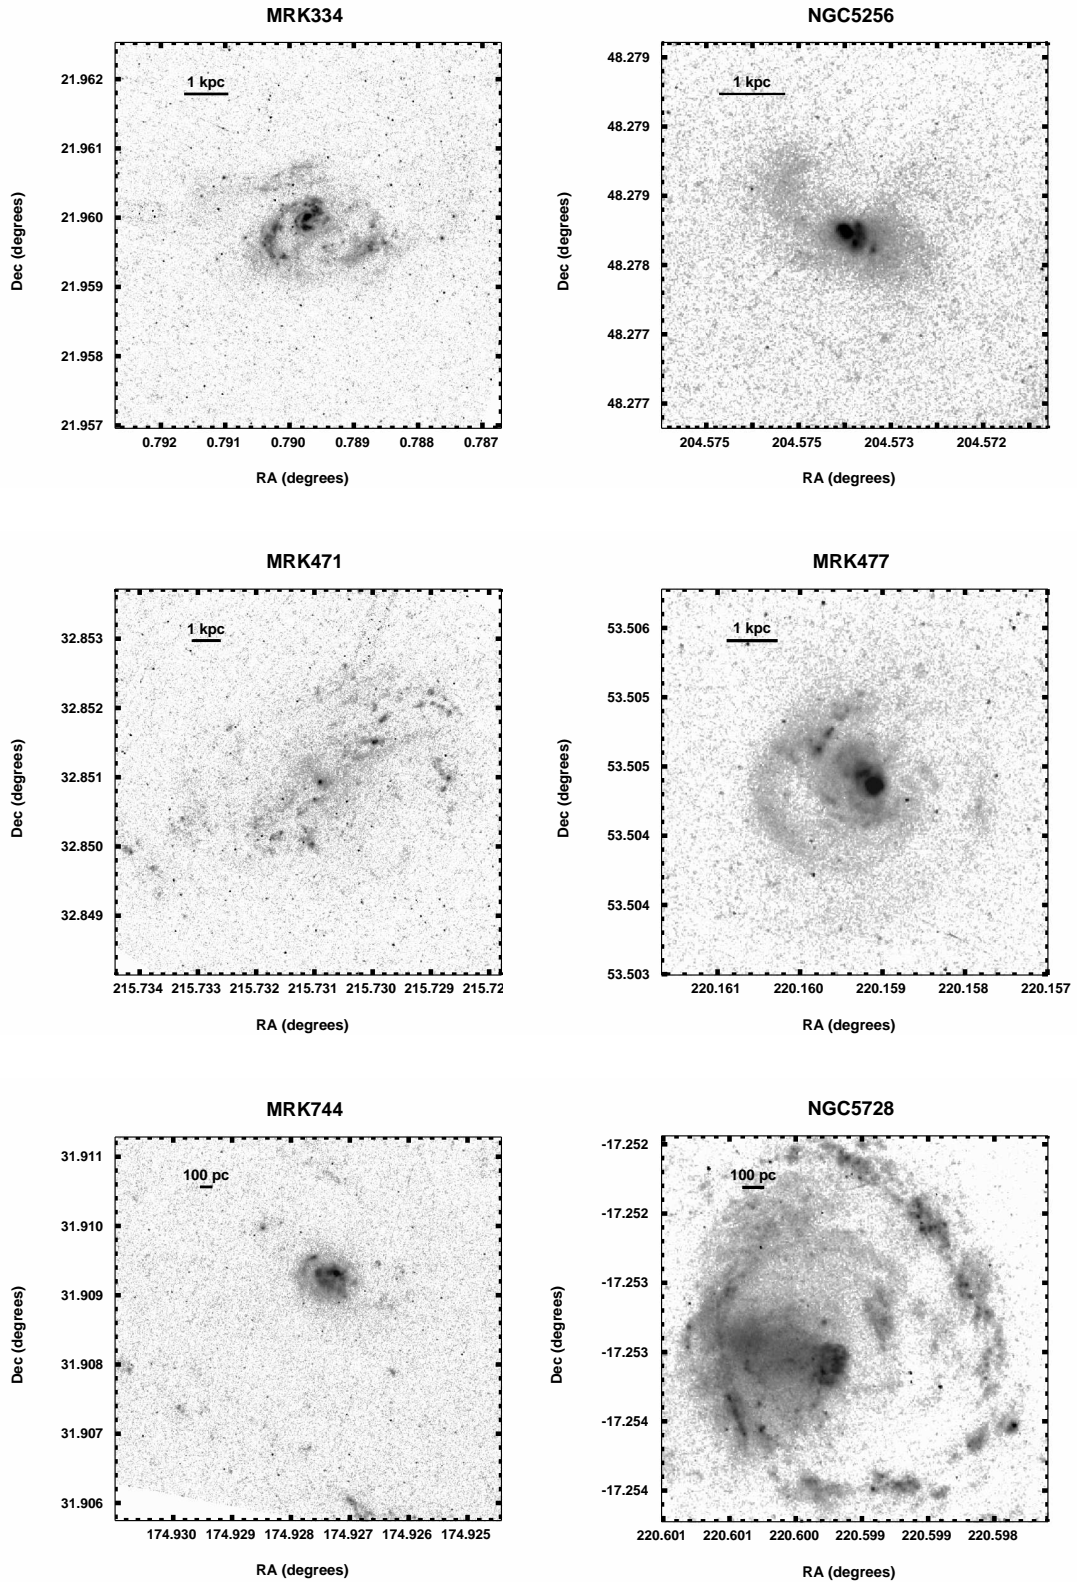 MRK334
1 kpc
21.962
21.961
21.960
21.959
21.958
21.957
Dec (degrees)
0.792 0.791 0.790 0.789 0.788 0.787
RA (degrees)
NGC5256
1 kpc
48.279
48.279
48.279
48.278
48.277
48.277
Dec (degrees)
204.575 204.575 204.573 204.572
RA (degrees)
MRK471
1 kpc
32.853
32.852
32.851
32.850
32.849
Dec (degrees)
215.734 215.733 215.732 215.731 215.730 215.729 215.72
RA (degrees)
MRK477
1 kpc
53.506
53.505
53.505
53.504
53.504
53.503
Dec (degrees)
220.161 220.160 220.159 220.158 220.157
RA (degrees)
MRK744
100 pc
31.911
31.910
31.909
31.908
31.907
31.906
Dec (degrees)
174.930 174.929 174.928 174.927 174.926 174.925
RA (degrees)
NGC5728
100 pc
-17.252
-17.252
-17.253
-17.253
-17.254
-17.254
Dec (degrees)
220.601 220.601 220.600 220.599 220.599 220.598
RA (degrees)